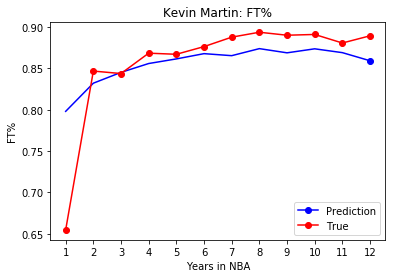 Kevin Martin: FT%
FT%
0.90
0.85
0.80
0.75
0.70
0.65
1 2 3 4 5 6 7 8 9 10 11 12
Years in NBA
Prediction
True